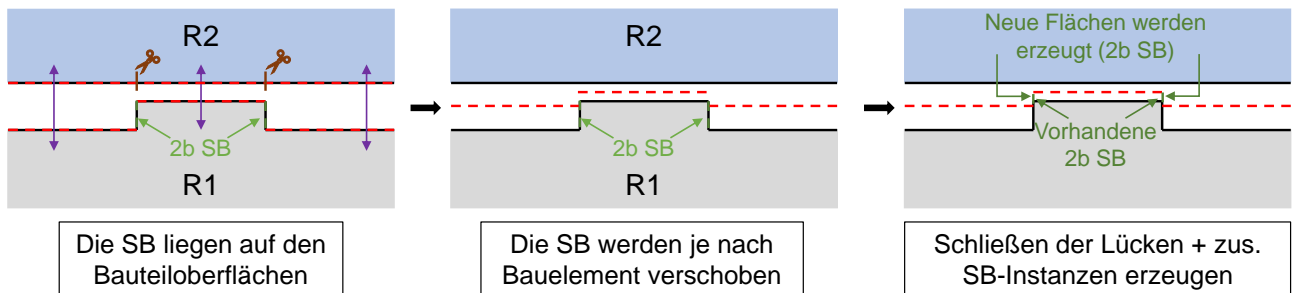 R2
2b SB
R1
Die SB liegen auf den
Bauteiloberflächen
R2
2b SB
R1
Die SB werden je nach
Bauelement verschoben
Neue Flächen werden
erzeugt (2b SB)
Vorhandene
2b SB
Schließen der Lücken + zus.
SB-Instanzen erzeugen